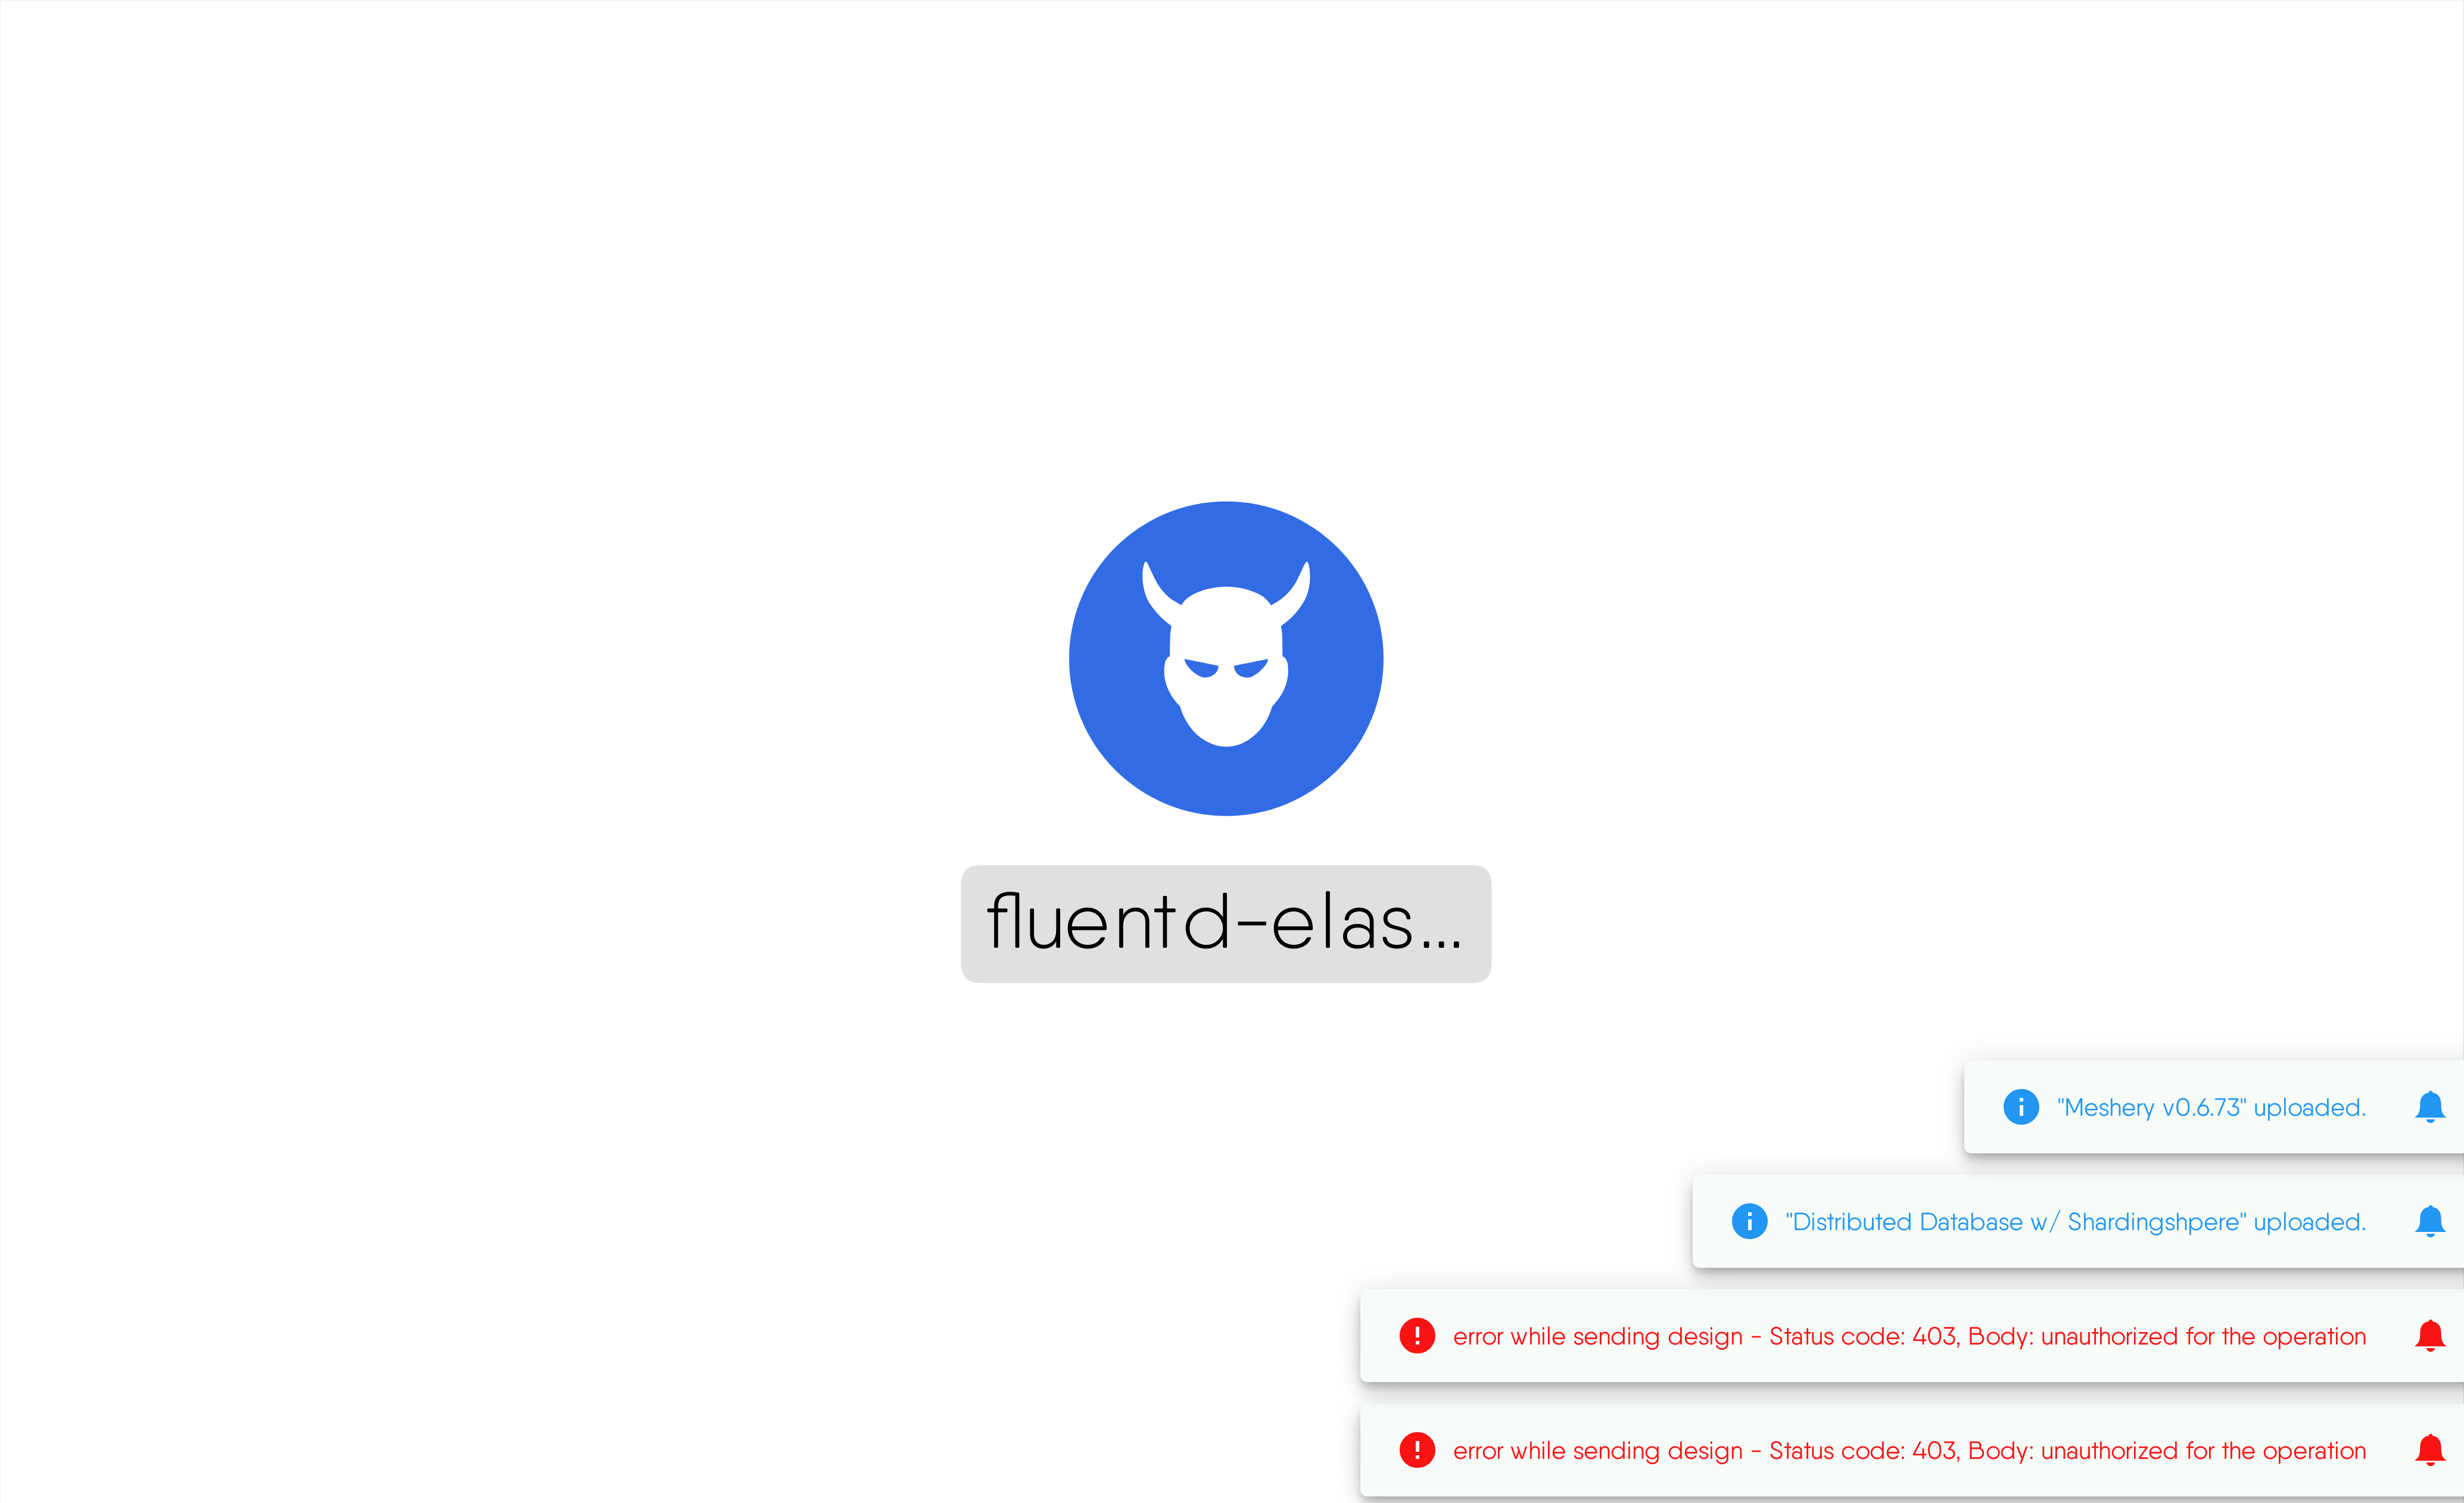 fluentd-elas...
"Meshery v0.6.73" uploaded.
"Distributed Database w/ Shardingshpere" uploaded.
error while sending design - Status code: 403, Body: unauthorized for the operation
error while sending design - Status code: 403, Body: unauthorized for the operation